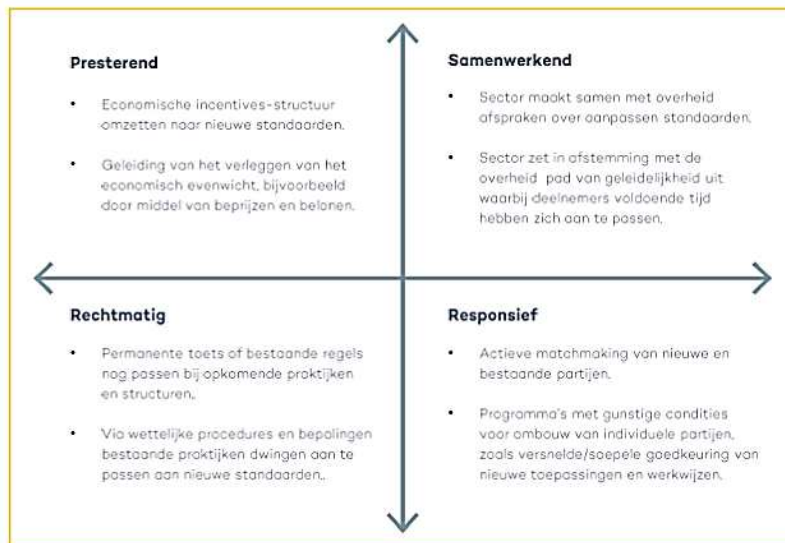 Presterend
• Economische incentives-structuur
omzetten naar nieuwe standaarden.
• Geleiding van het verleggen van het
economisch evenwicht, bijvoorbeeld
door middel van beprijzen en belonen.
Samenwerkend
• Sector maakt samen met overheid
afspraken over aanpassen standaarden.
• Sector zet in afstemming met de
overheid pad van geleidelijkheid uit
waarbij deelnemers voldoende tijd
hebben zich aan te passen.
Rechtmatig
• Permanente toets of bestaande regels
nog passen bij opkomende praktijken
en structuren.
• Via wettelijke procedures en bepalingen
bestaande praktijken dwingen aan te
passen aan nieuwe standaarden.
Responsief
• Actieve matchmaking van nieuwe en
bestaande partijen.
• Programma's met gunstige condities
voor ombouw van individuele partijen,
zoals versnelde/soepele goedkeuring van
nieuwe toepassingen en werkwijzen.